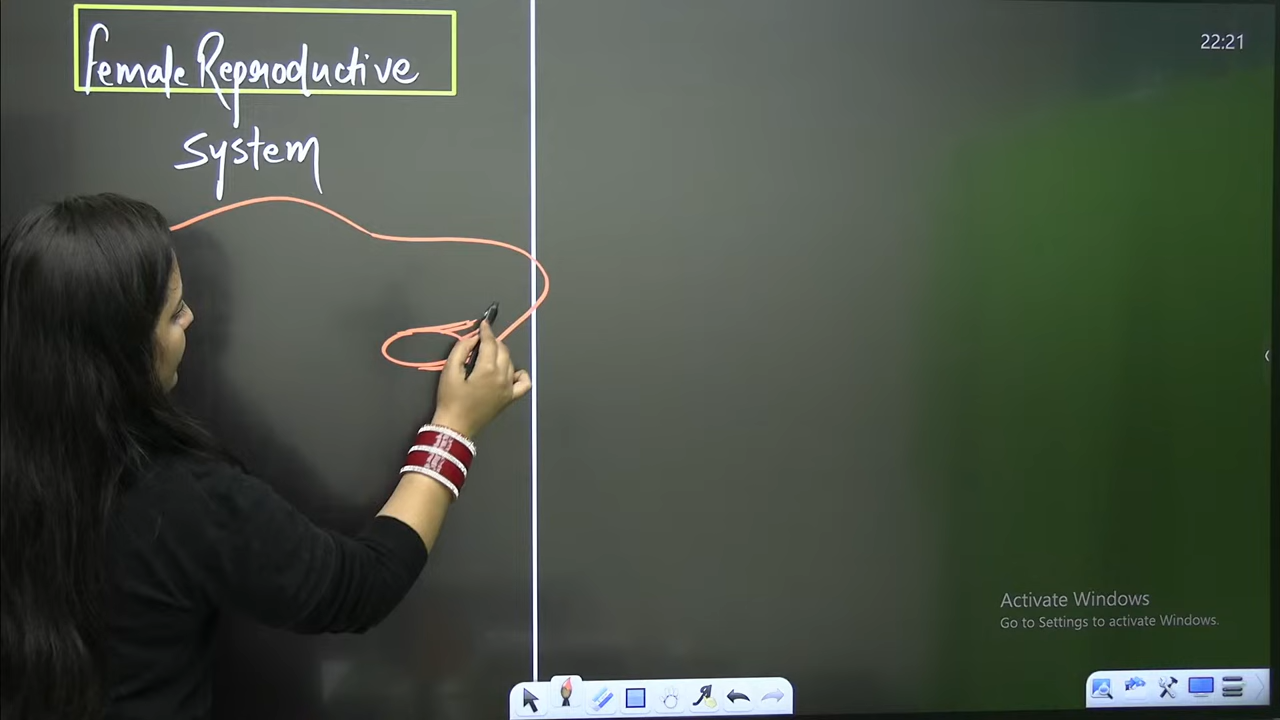 Female Reproductive
System
22:21
Activate Windows
Go to Settings to activate Windows.